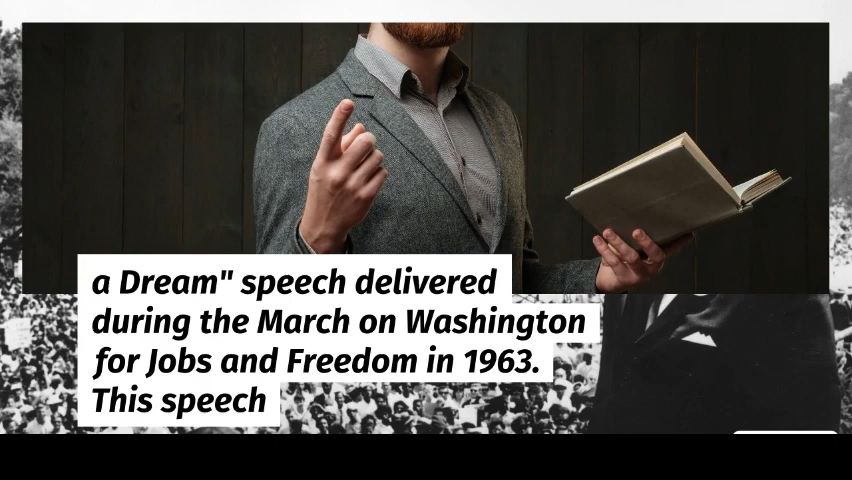 a Dream" speech delivered
during the March on Washington
for Jobs and Freedom in 1963.
This speech